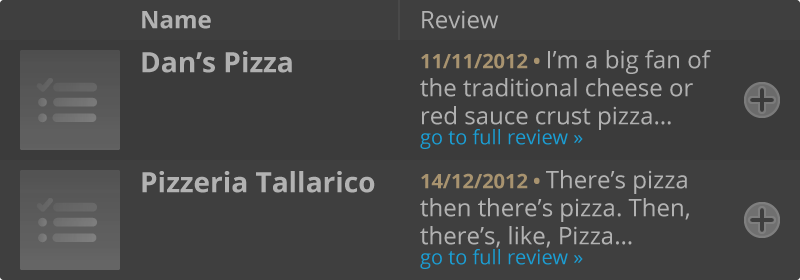 Name Review
Dan’s Pizza
11/11/2012 • I’m a big fan of
the traditional cheese or
red sauce crust pizza...
go to full review »
Pizzeria Tallarico
14/12/2012 • There’s pizza
then there’s pizza. Then,
there’s, like, Pizza...
go to full review »